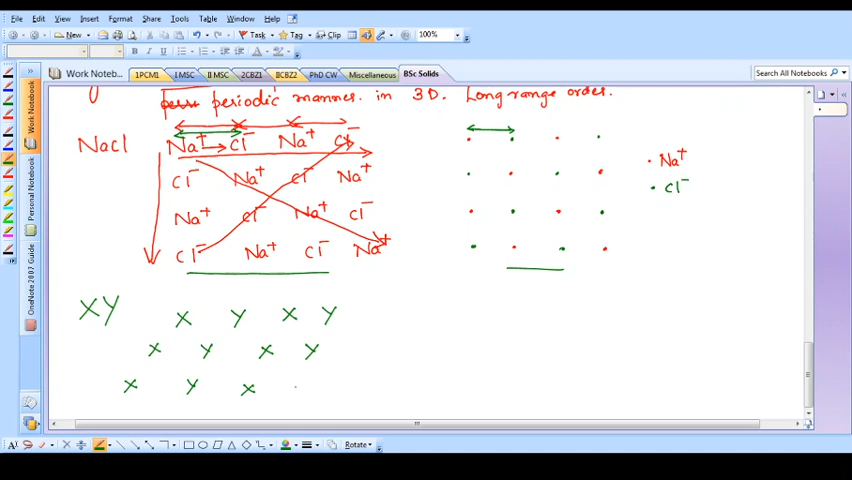 File Edit View Insert Format Share Tools Table Window Help
New Task Tag Clip 100%
Work Noteb... 1PCM1 I MSC II MSC 2CBZ1 IICBZ2 PhD CW Miscellaneous BSc Solids Search All Notebooks
Work Notebook
Personal Notebook
OneNote 2007 Guide
periodic manner. in 3D. Long range order.
NaCl Na+ Cl- Na+ Cl-
Cl- Na+ Cl- Na+
Na+ Cl- Na+ Cl-
Cl- Na+ Cl- Na+
Na+
Cl-
XY X Y X Y
X Y X Y
X Y X
Rotate